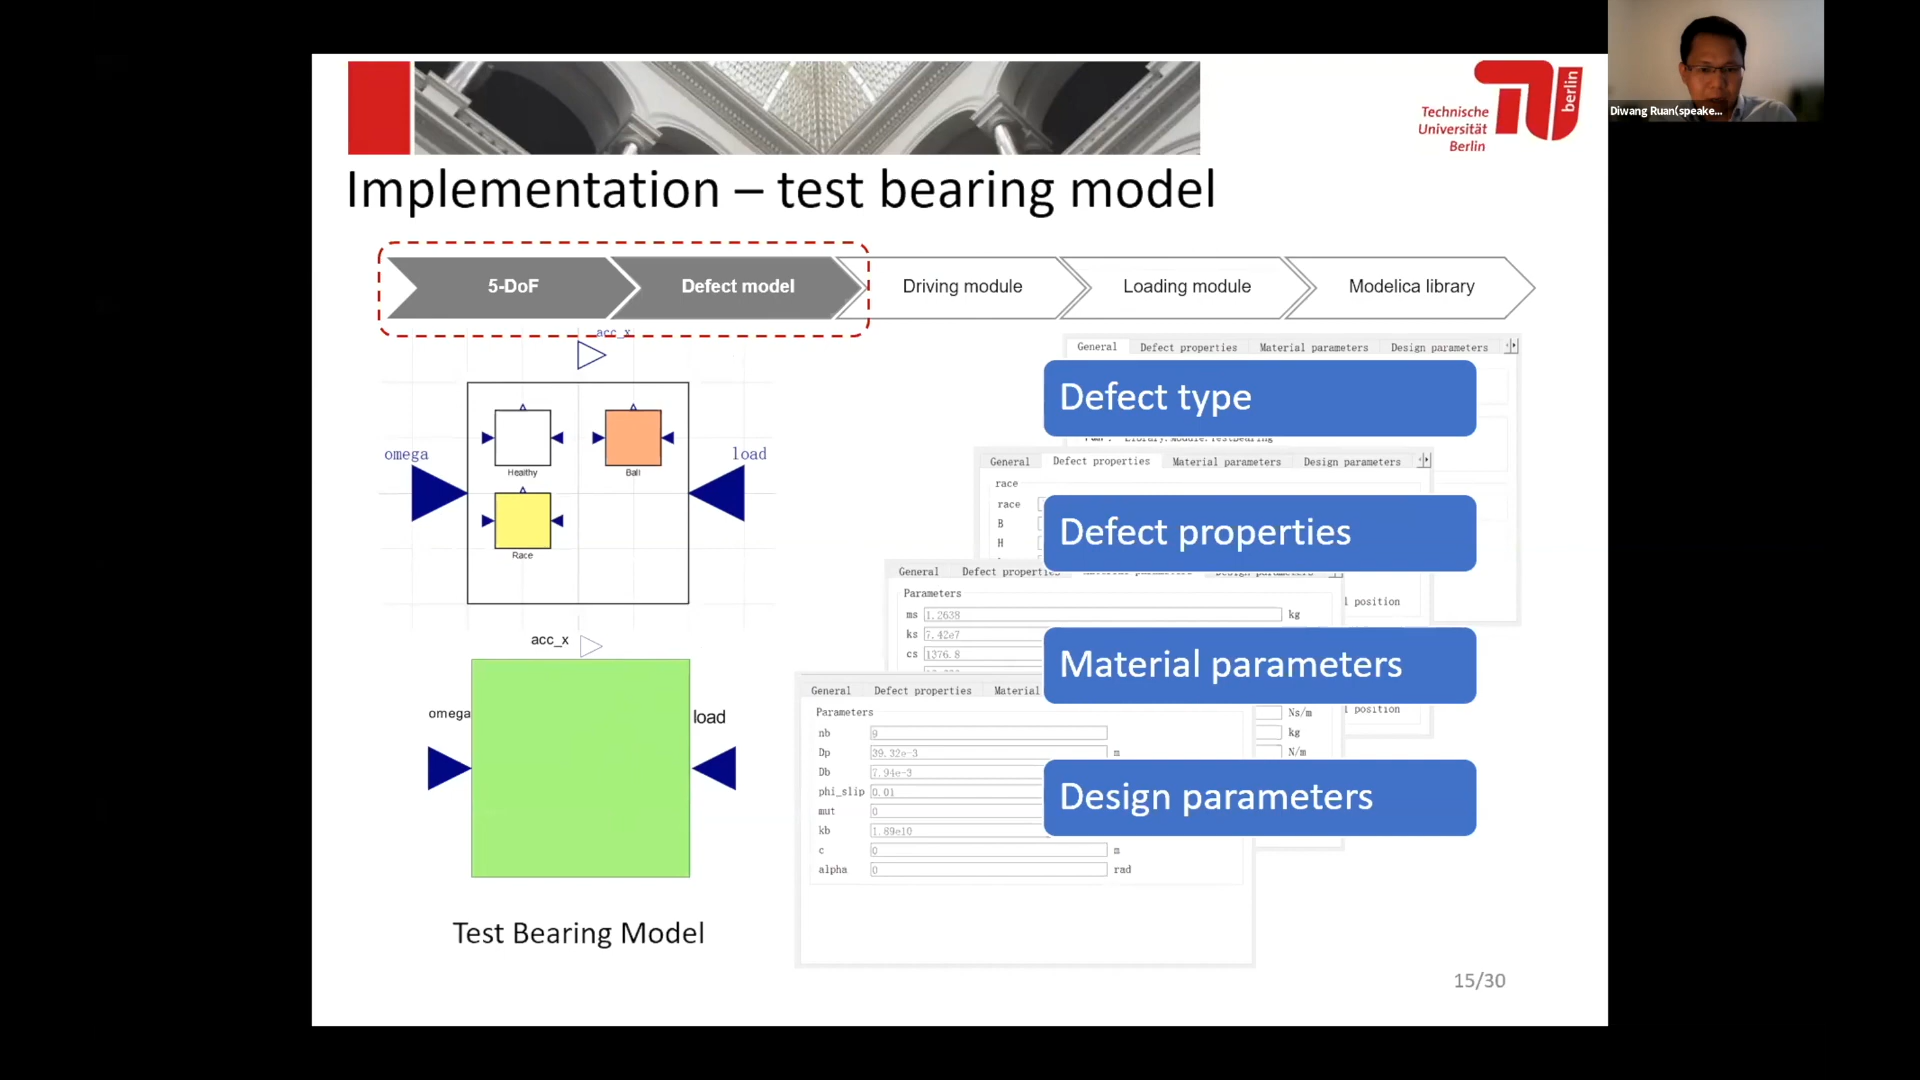 Technische
Universität
Berlin
berlin
Diwang Ruan(speake...
Implementation – test bearing model
5-DoF
Defect model
Driving module
Loading module
Modelica library
acc_x
omega
load
Healthy
Ball
Race
acc_x
omega
load
Test Bearing Model
General Defect properties Material parameters Design parameters
Defect type
General Defect properties Material parameters Design parameters
race
race
B
H
Defect properties
l position
General Defect properties
Parameters
ms 1.2638 kg
ks 7.42e7
cs 1376.8
Material parameters
l position
Ns/m
kg
N/m
General Defect properties Material
Parameters
nb 9
Dp 39.32e-3 m
Db 7.94e-3
phi_slip 0.01
mut 0
kb 1.89e10
c 0 m
alpha 0 rad
Design parameters
15/30